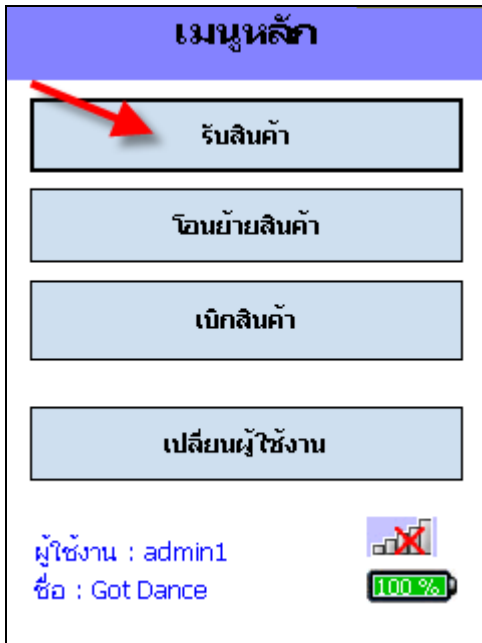 เมนูหลัก
รับสินค้า
โอนย้ายสินค้า
เบิกสินค้า
เปลี่ยนผู้ใช้งาน
ผู้ใช้งาน : admin1
ชื่อ : Got Dance
100 %